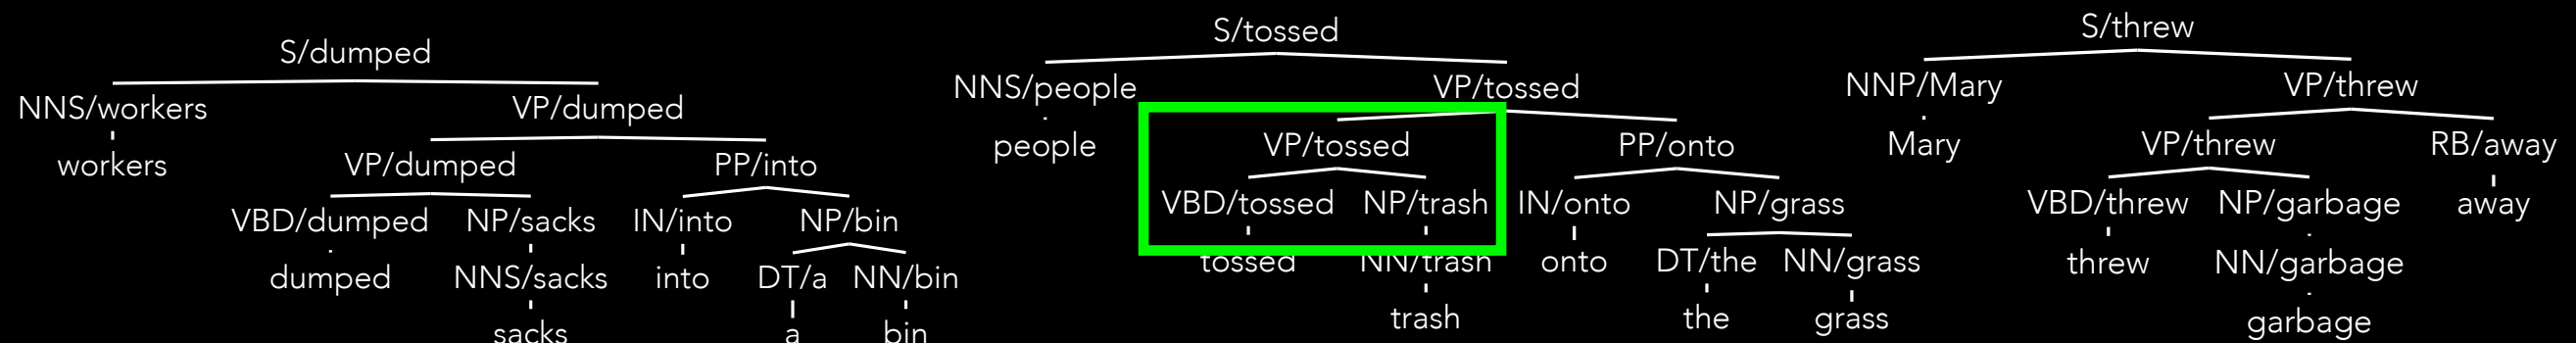 S/dumped
NNS/workers VP/dumped
workers VP/dumped PP/into
VBD/dumped NP/sacks IN/into NP/bin
dumped NNS/sacks into DT/a NN/bin
sacks a bin
S/tossed
NNS/people VP/tossed
people VP/tossed PP/onto
VBD/tossed NP/trash IN/onto NP/grass
tossed NN/trash onto DT/the NN/grass
trash the grass
S/threw
NNP/Mary VP/threw
Mary VP/threw RB/away
VBD/threw NP/garbage away
threw NN/garbage
garbage